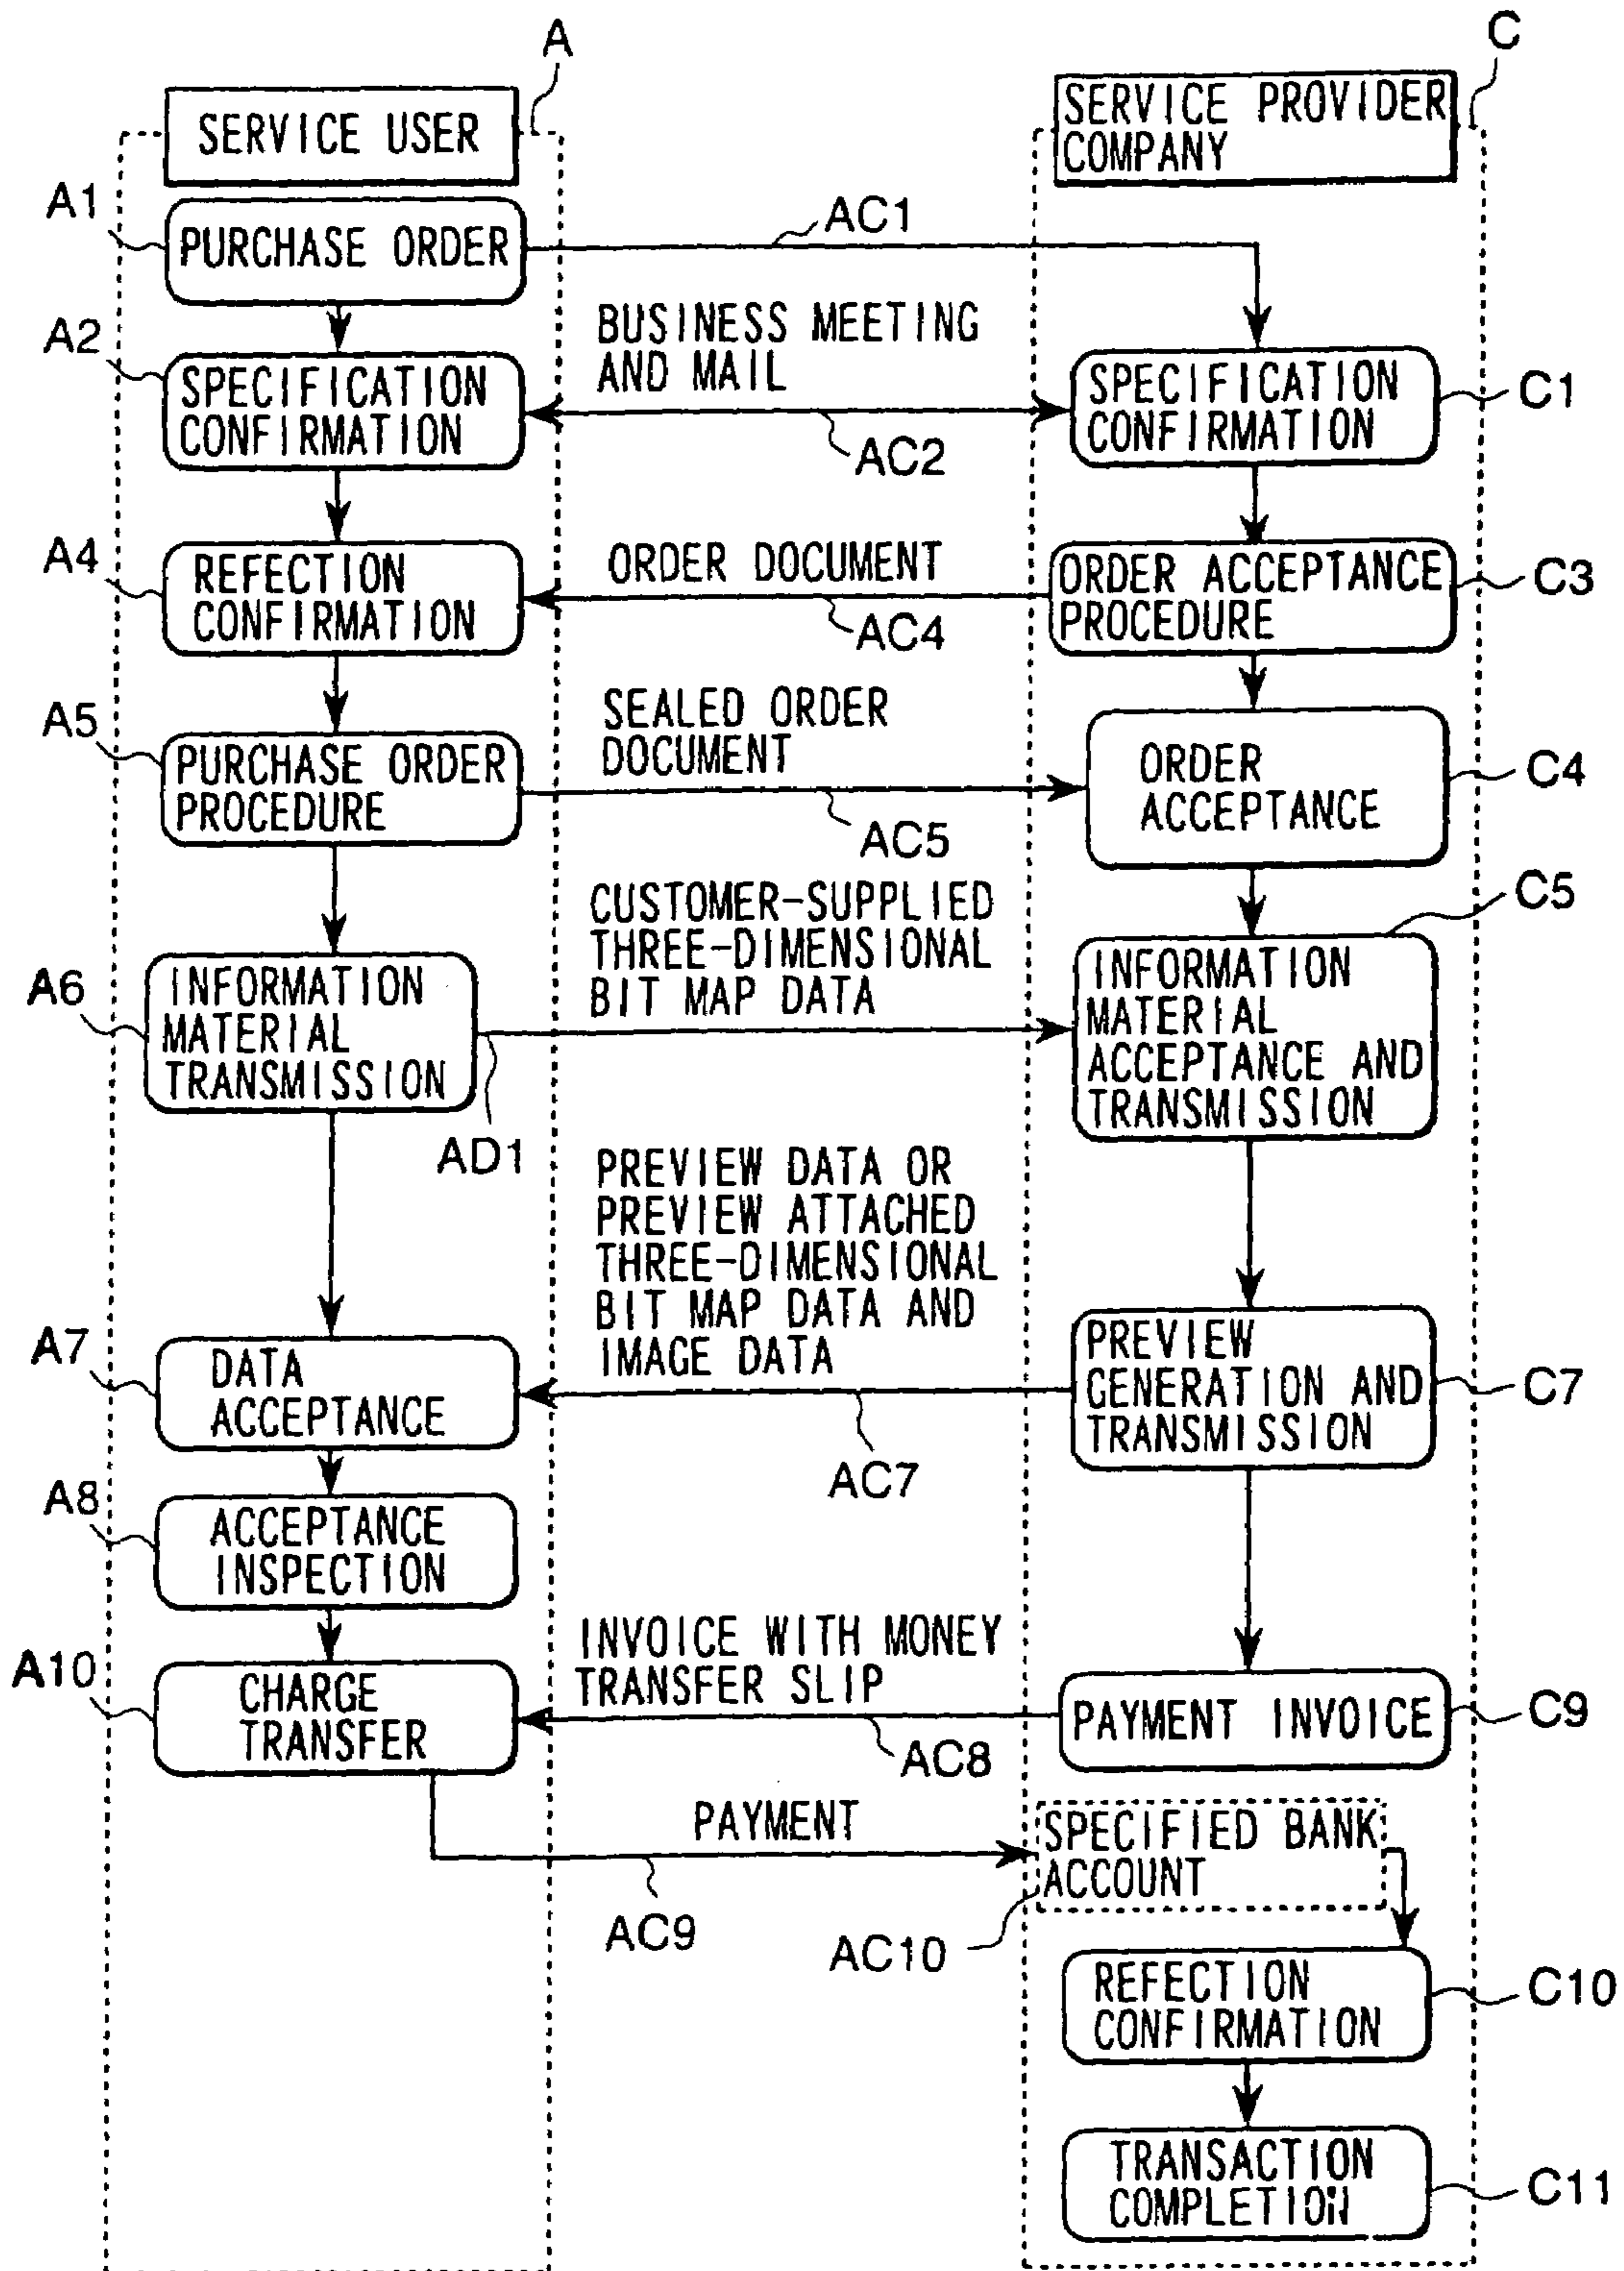 A
C
SERVICE USER
SERVICE PROVIDER
COMPANY
A1
PURCHASE ORDER
AC1
A2
SPECIFICATION
CONFIRMATION
BUSINESS MEETING
AND MAIL
AC2
SPECIFICATION
CONFIRMATION
C1
A4
REFECTION
CONFIRMATION
ORDER DOCUMENT
AC4
ORDER ACCEPTANCE
PROCEDURE
C3
A5
PURCHASE ORDER
PROCEDURE
SEALED ORDER
DOCUMENT
AC5
ORDER
ACCEPTANCE
C4
A6
INFORMATION
MATERIAL
TRANSMISSION
AD1
CUSTOMER-SUPPLIED
THREE-DIMENSIONAL
BIT MAP DATA
C5
INFORMATION
MATERIAL
ACCEPTANCE AND
TRANSMISSION
A7
DATA
ACCEPTANCE
PREVIEW DATA OR
PREVIEW ATTACHED
THREE-DIMENSIONAL
BIT MAP DATA AND
IMAGE DATA
AC7
PREVIEW
GENERATION AND
TRANSMISSION
C7
A8
ACCEPTANCE
INSPECTION
A10
CHARGE
TRANSFER
INVOICE WITH MONEY
TRANSFER SLIP
AC8
PAYMENT INVOICE
C9
PAYMENT
AC9
SPECIFIED BANK
ACCOUNT
AC10
REFECTION
CONFIRMATION
C10
TRANSACTION
COMPLETION
C11